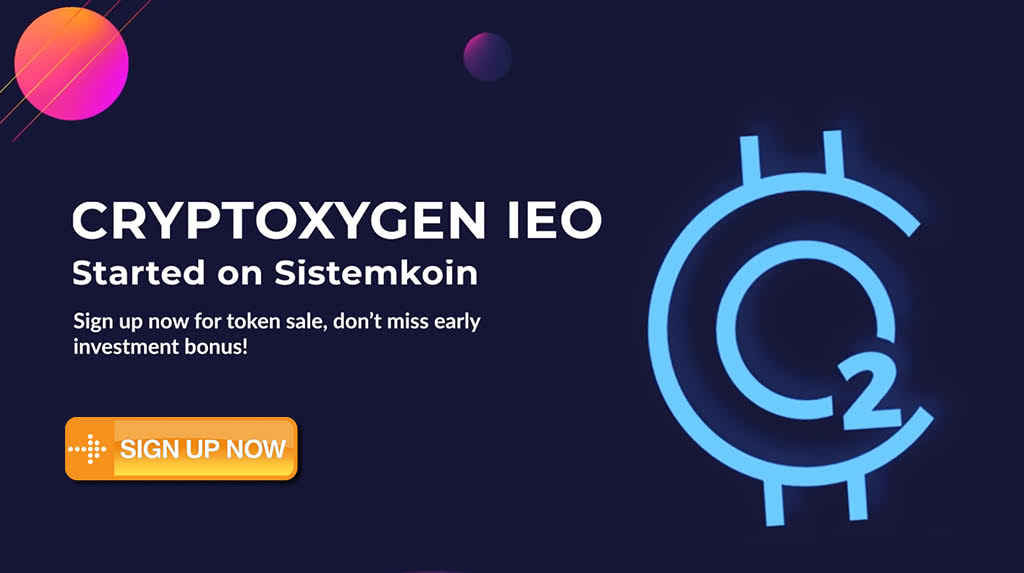 CRYPTOXYGEN IEO
Started on Sistemkoin
Sign up now for token sale, don’t miss early
investment bonus!
SIGN UP NOW
2